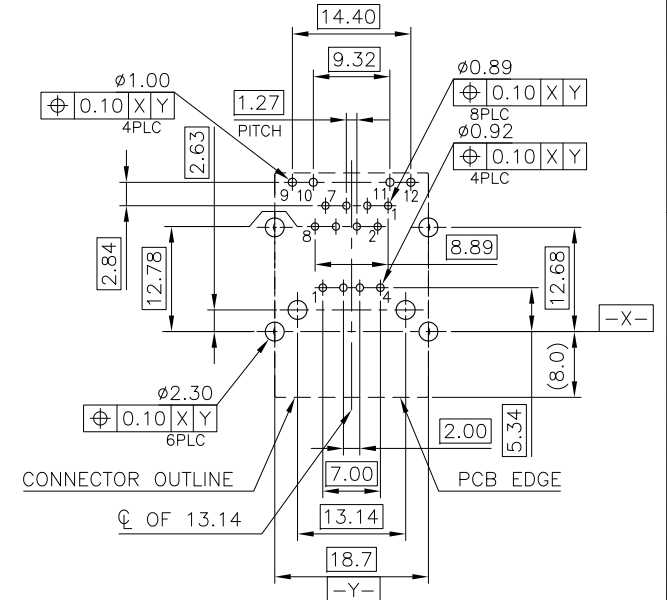 14.40
9.32
ø1.00
⌖ 0.10 X Y
4PLC
1.27
PITCH
ø0.89
⌖ 0.10 X Y
8PLC
ø0.92
⌖ 0.10 X Y
4PLC
2.63
9 10 7 11 12
1
8 2
2.84
12.78
8.89
12.68
1 4
-X-
(8.0)
5.34
ø2.30
⌖ 0.10 X Y
6PLC
2.00
CONNECTOR OUTLINE
7.00
PCB EDGE
℄ OF 13.14
13.14
18.7
-Y-